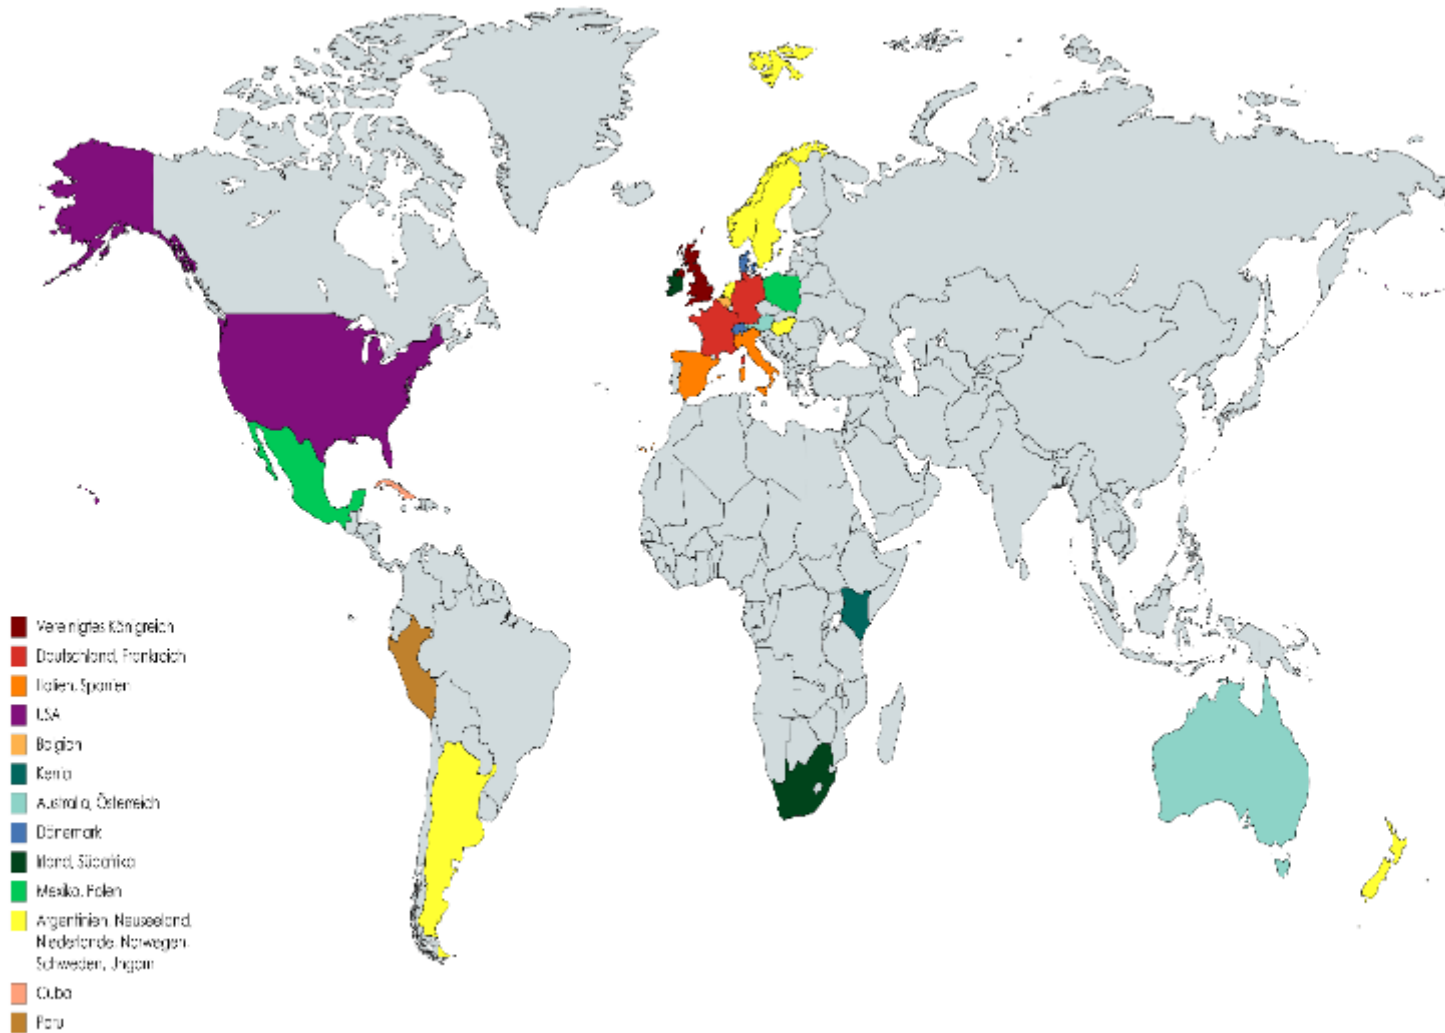 Vereinigtes Königreich
Deutschland, Frankreich
Italien, Spanien
USA
Belgien
Kenia
Australia, Österreich
Dänemark
Irland, Südafrika
Mexiko, Polen
Argentinien, Neuseeland,
Niederlande, Norwegen,
Schweden, Ungarn
Cuba
Peru